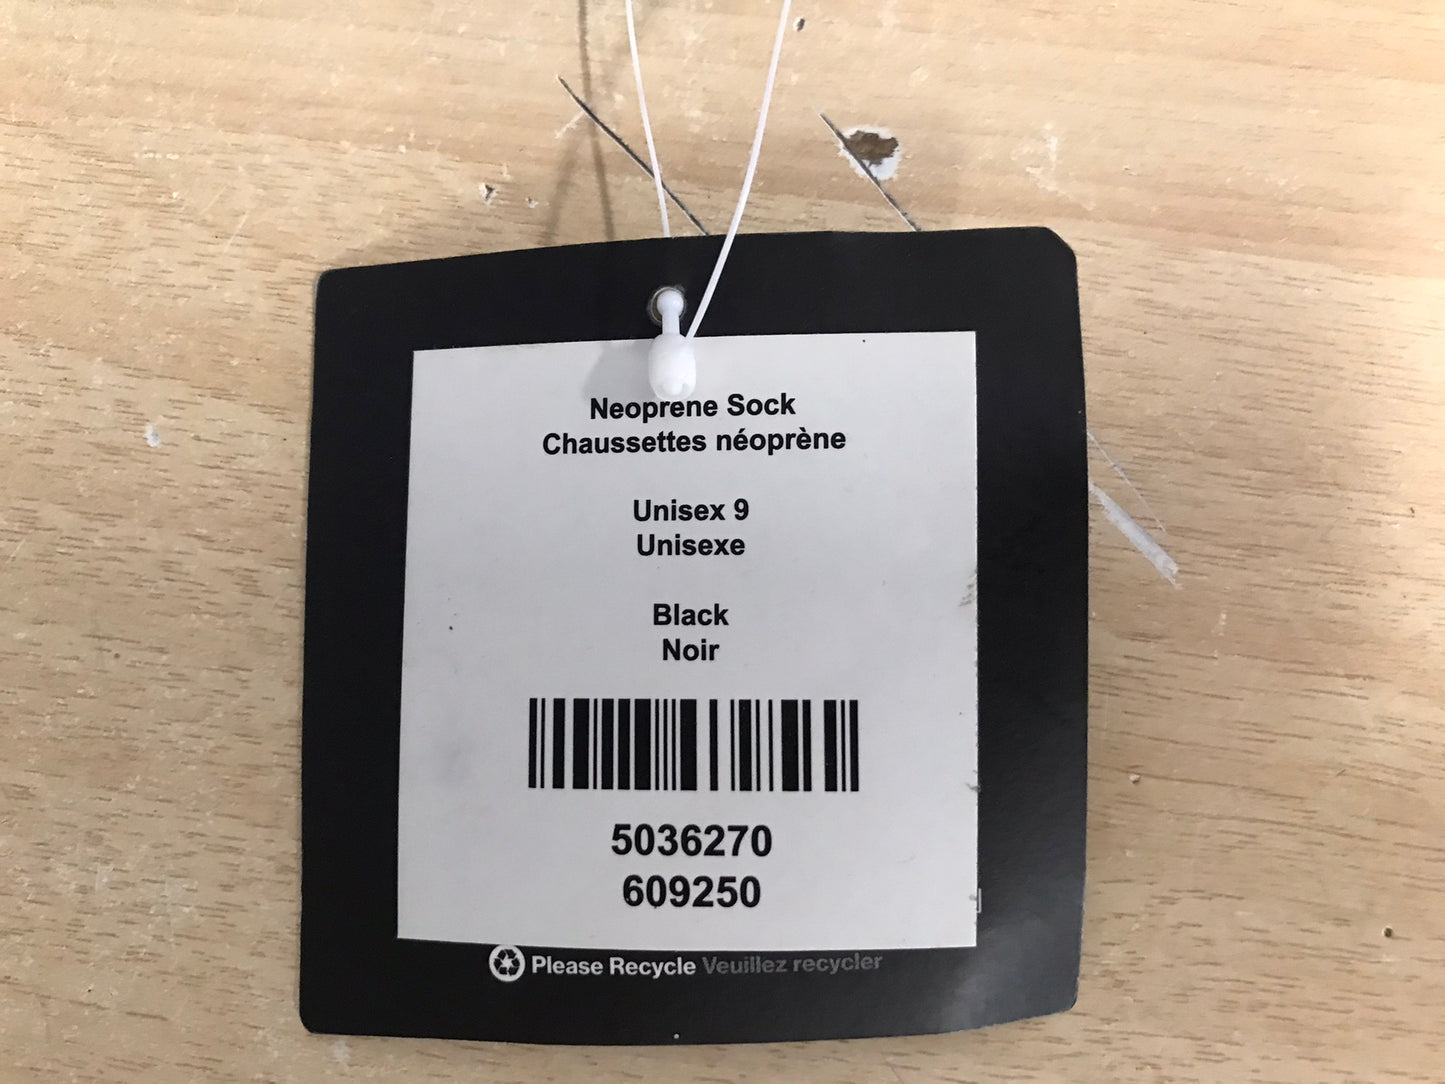 Neoprene Sock
Chaussettes néoprène
Unisex 9
Unisexe
Black
Noir
5036270
609250
Please Recycle Veuillez recycler